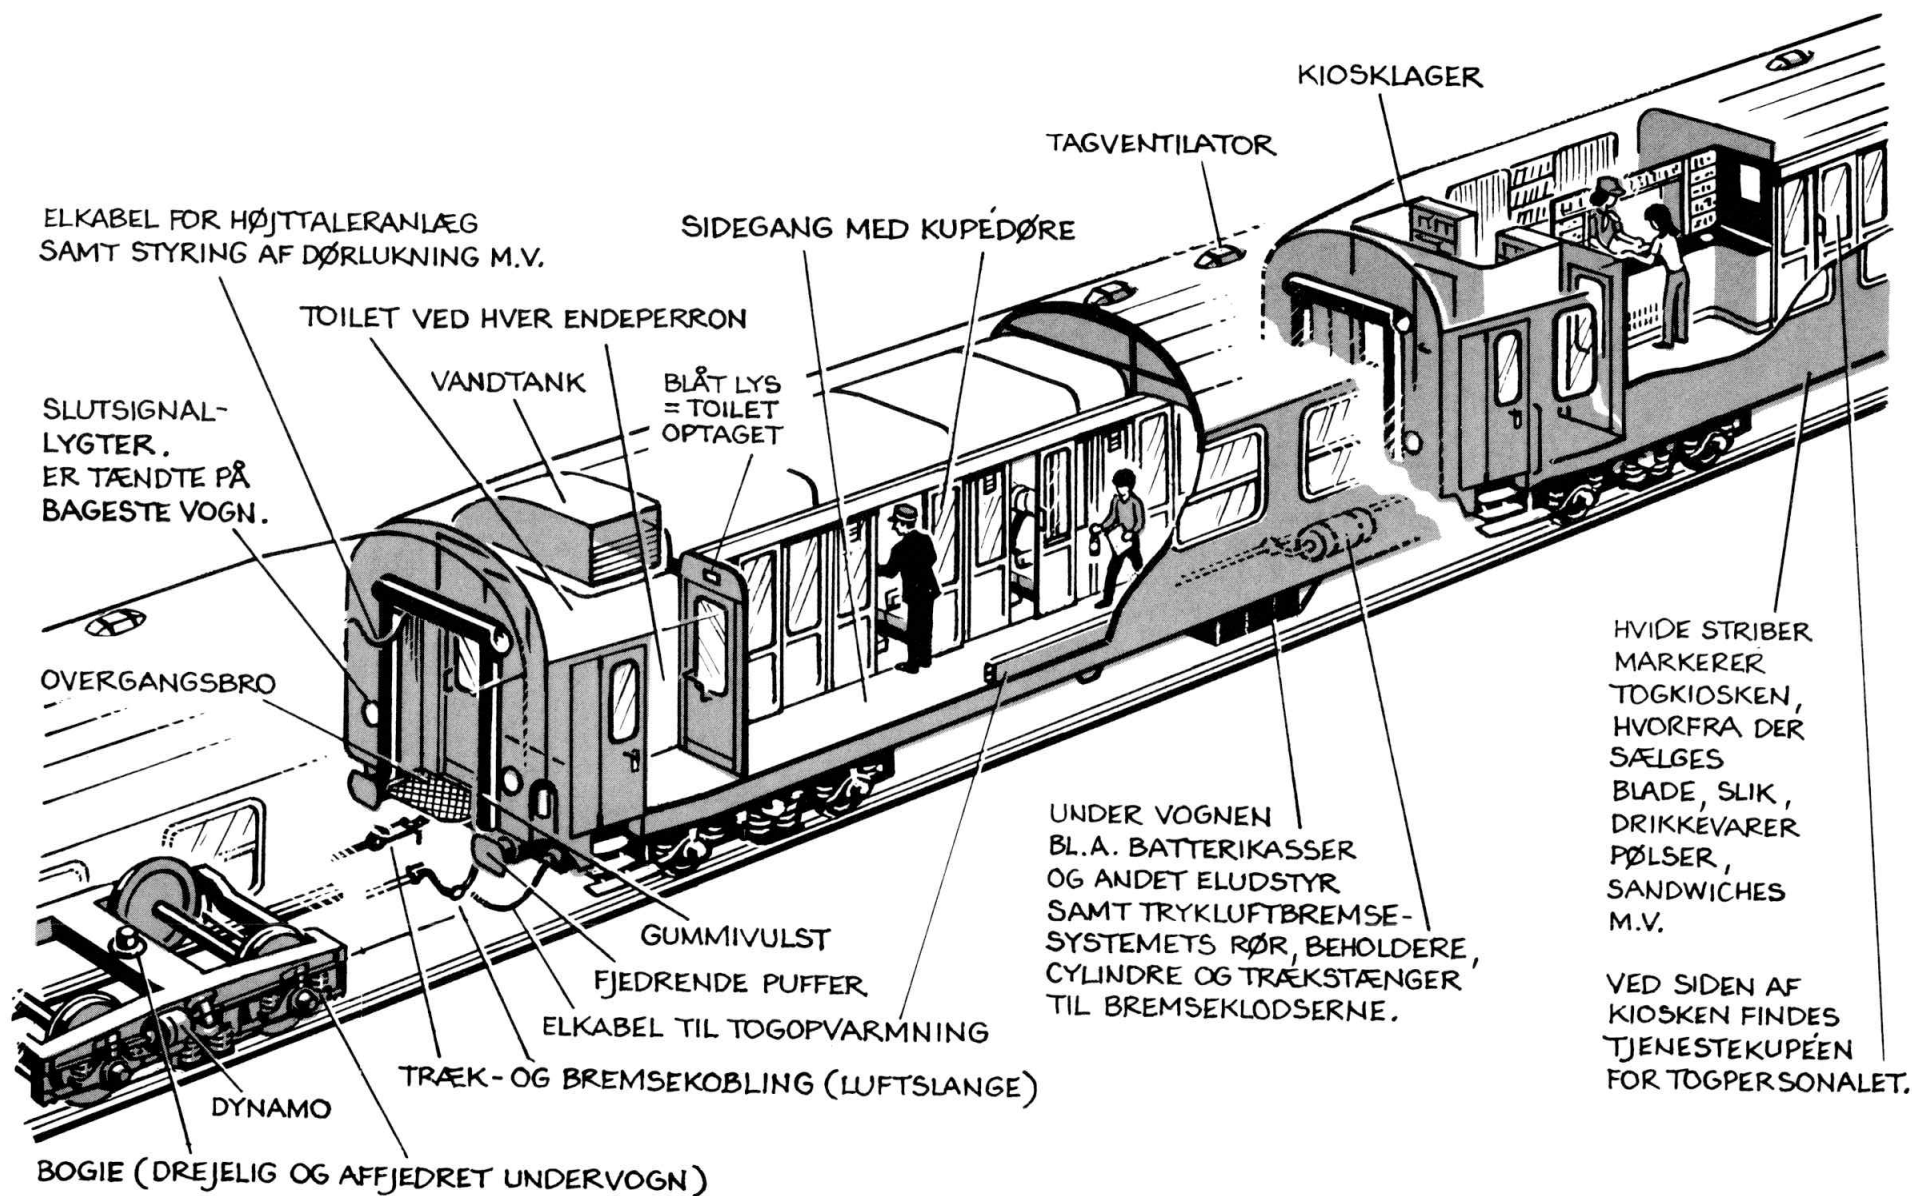 KIOSKLAGER
TAGVENTILATOR
ELKABEL FOR HØJTTALERANLÆG
SAMT STYRING AF DØRLUKNING M.V.
SIDEGANG MED KUPÉDØRE
TOILET VED HVER ENDEPERRON
VANDTANK
BLÅT LYS
= TOILET
OPTAGET
SLUTSIGNAL-
LYGTER.
ER TÆNDTE PÅ
BAGESTE VOGN.
OVERGANGSBRO
HVIDE STRIBER
MARKERER
TOGKIOSKEN,
HVORFRA DER
SÆLGES
BLADE, SLIK,
DRIKKEVARER
PØLSER,
SANDWICHES
M.V.
VED SIDEN AF
KIOSKEN FINDES
TJENESTEKUPÉEN
FOR TOGPERSONALET.
UNDER VOGNEN
BL.A. BATTERIKASSER
OG ANDET ELUDSTYR
SAMT TRYKLUFTBREMSE-
SYSTEMETS RØR, BEHOLDERE,
CYLINDRE OG TRÆKSTÆNGER
TIL BREMSEKLODSERNE.
GUMMIVULST
FJEDRENDE PUFFER
ELKABEL TIL TOGOPVARMNING
TRÆK- OG BREMSEKOBLING (LUFTSLANGE)
DYNAMO
BOGIE (DREJELIG OG AFFJEDRET UNDERVOGN)